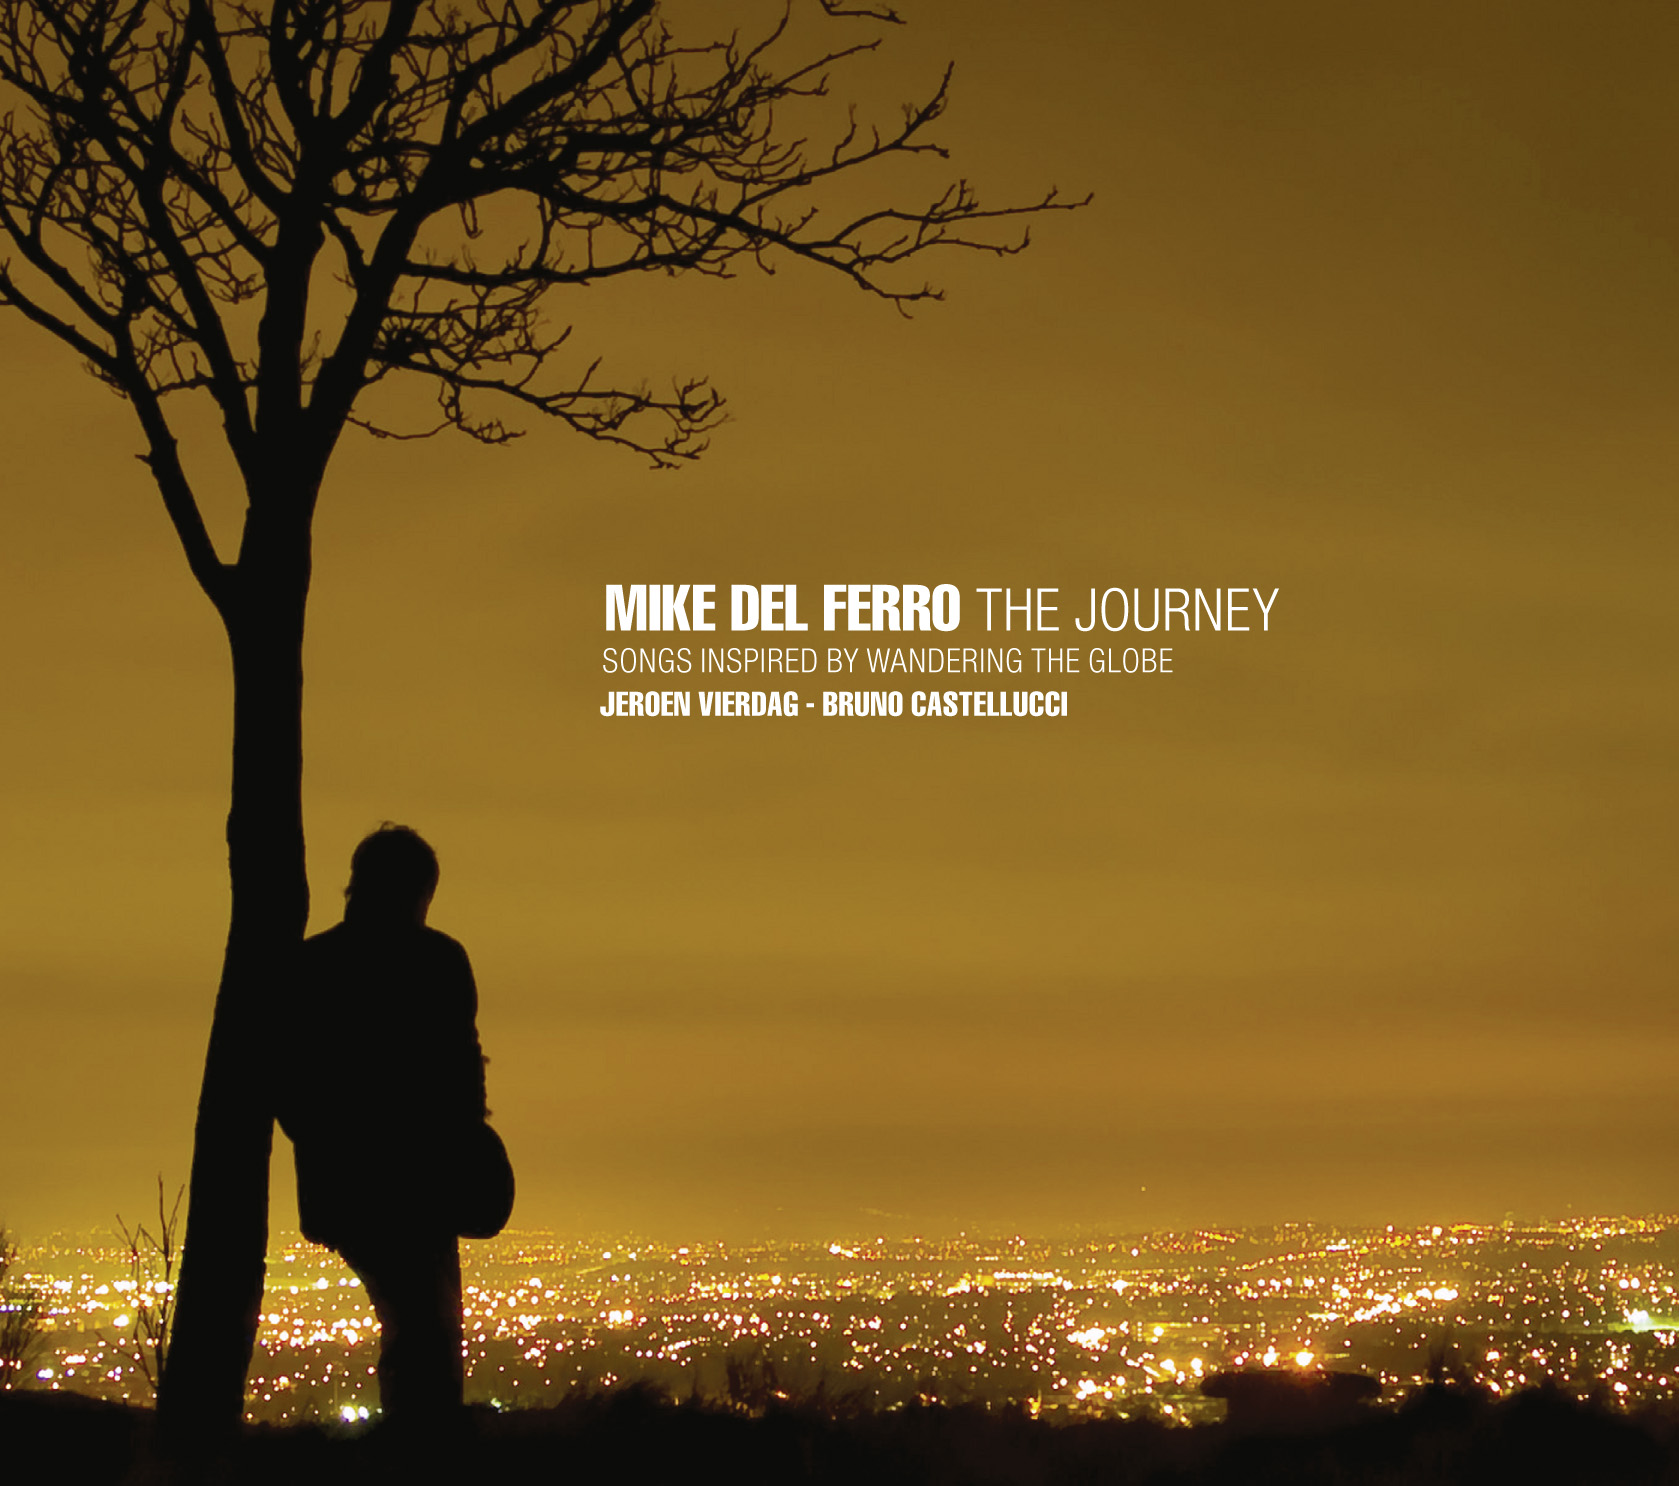 MIKE DEL FERRO THE JOURNEY
SONGS INSPIRED BY WANDERING THE GLOBE
JEROEN VIERDAG - BRUNO CASTELLUCCI